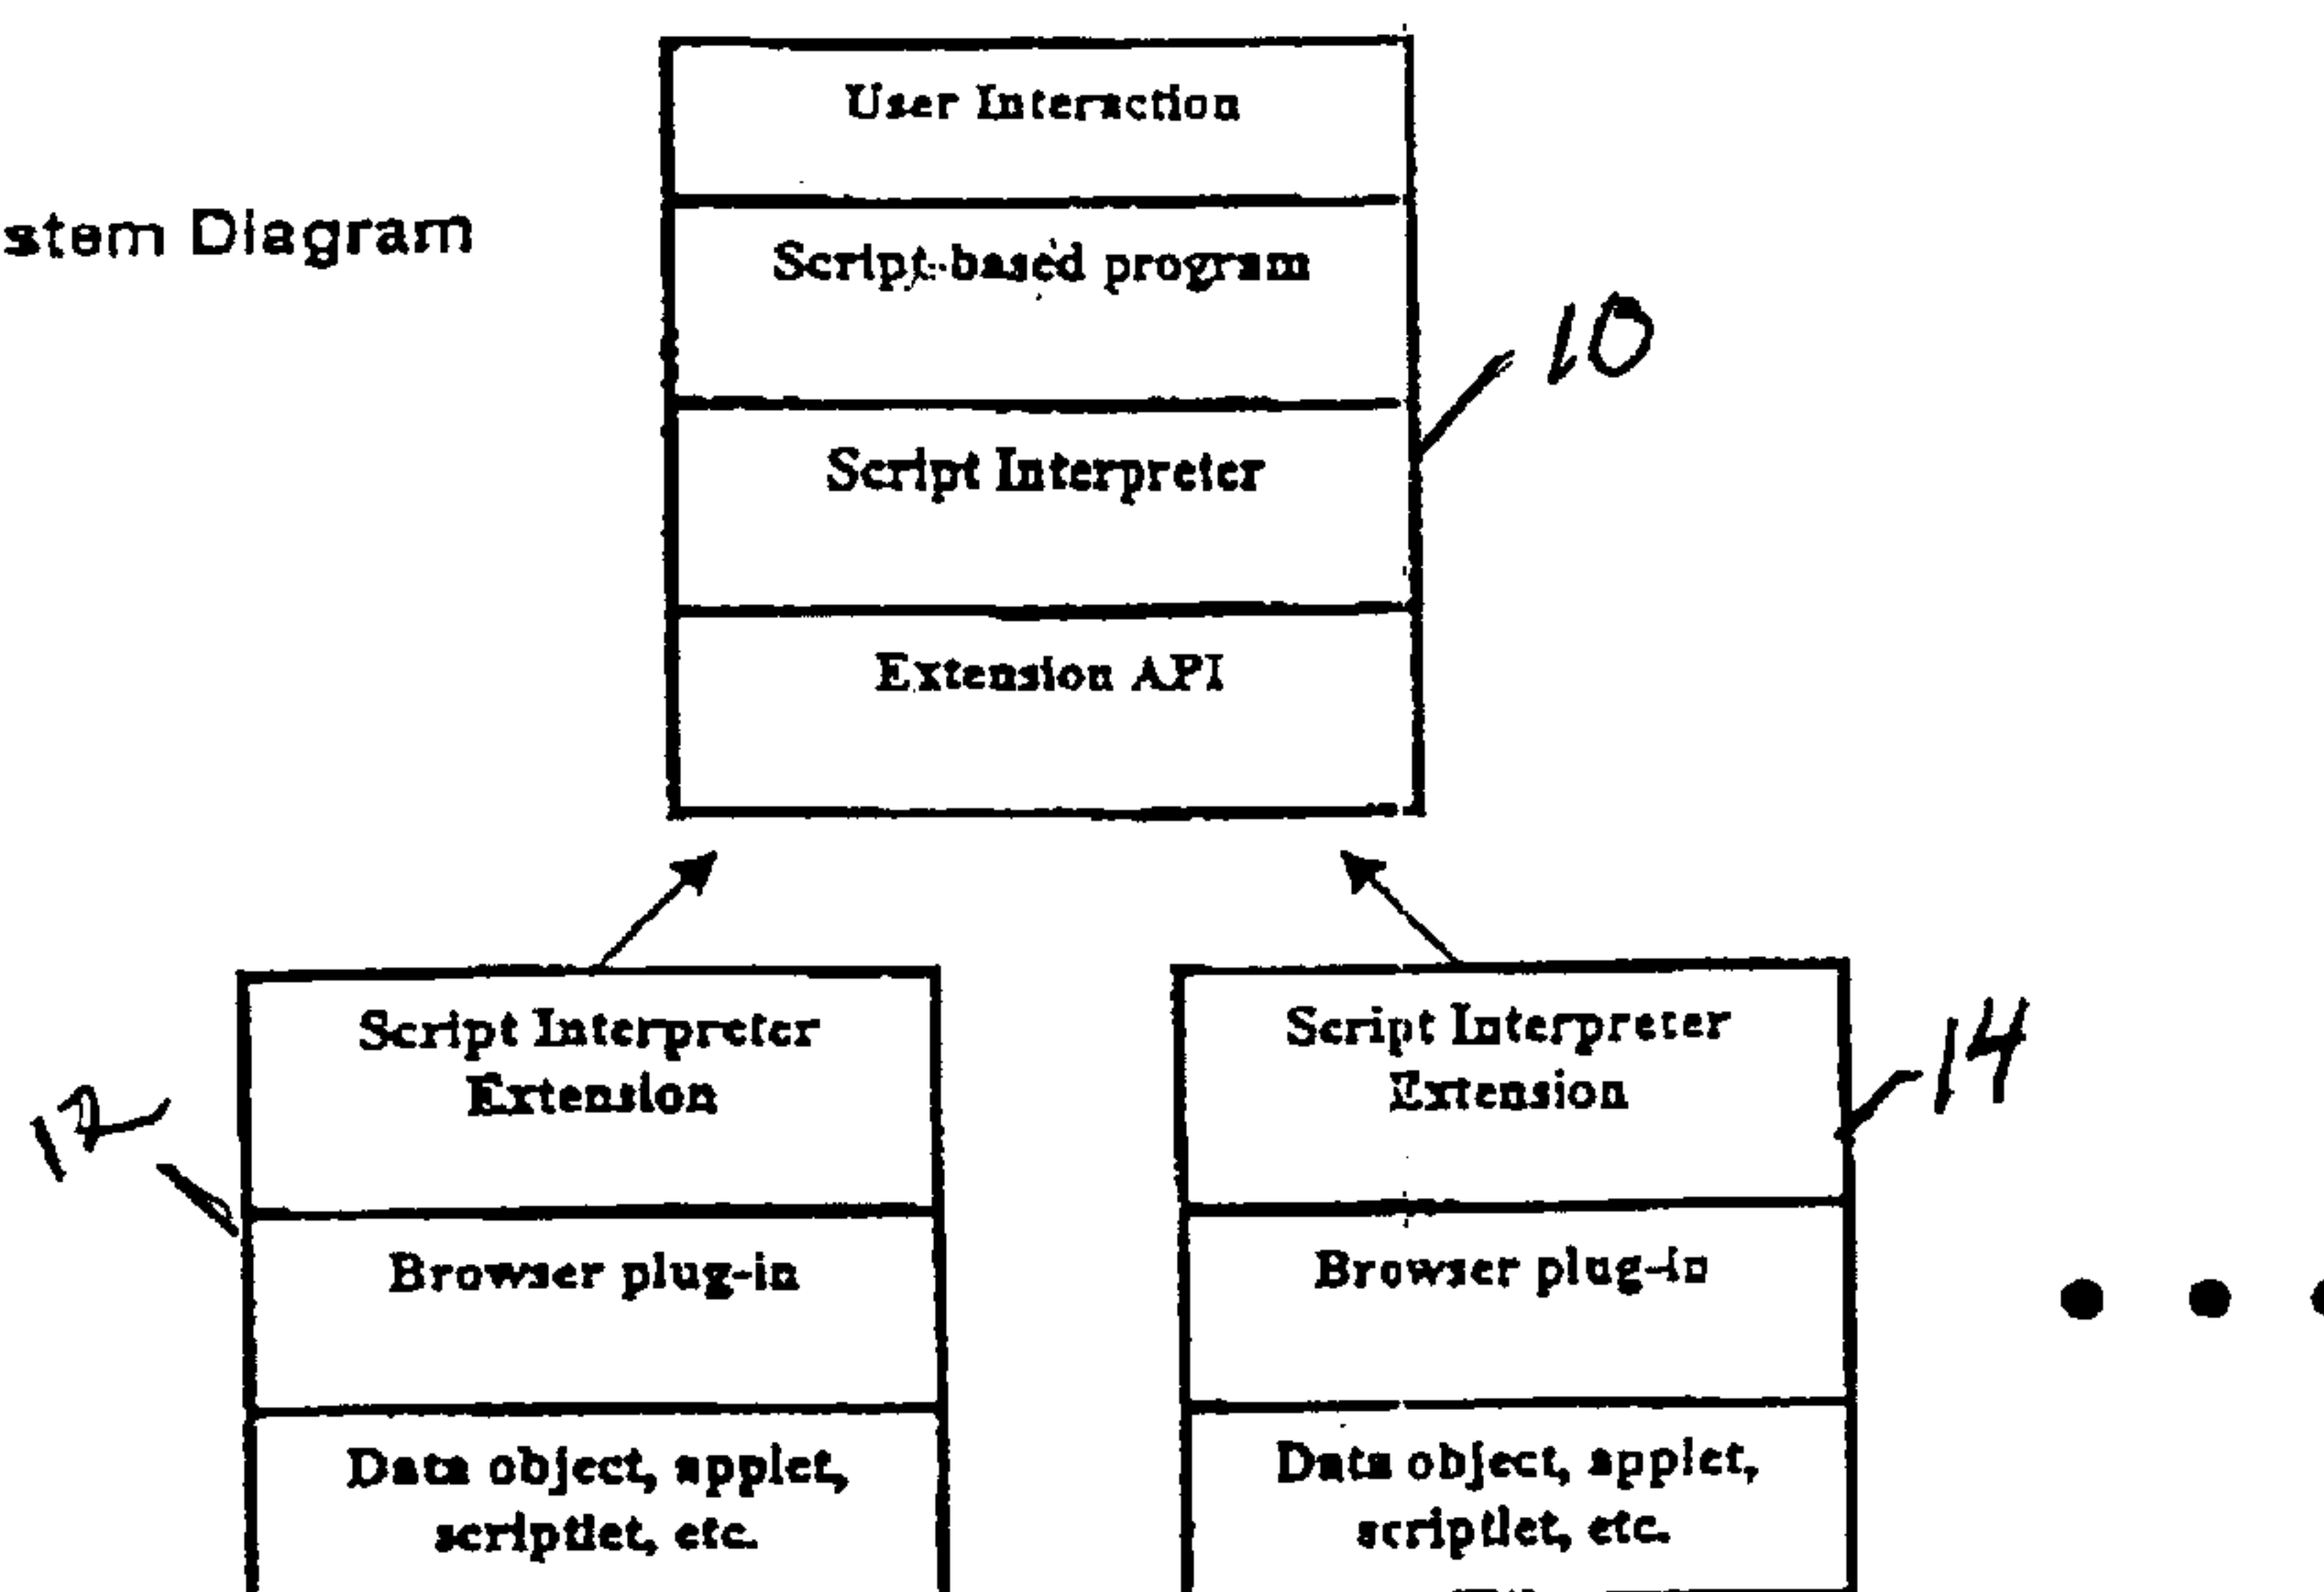 User Interaction
stem Diagram
Script-based program
10
Script Interpreter
Extension API
Script Interpreter
Extension
Script Interpreter
Extension
14
12
Browser plug-in
Browser plug-in
Data object, applet,
scriptlet, etc.
Data object, applet,
scriptlet, etc.